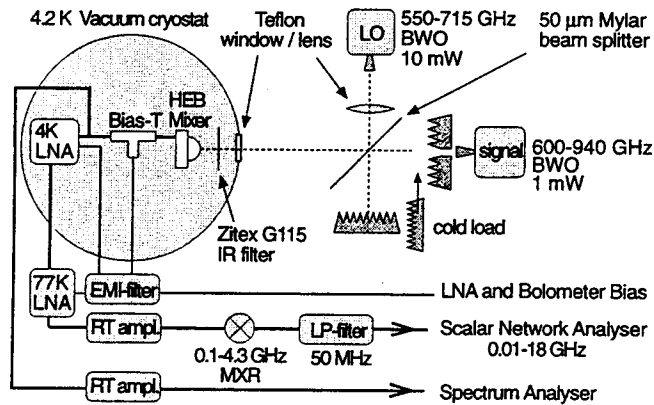 4.2 K Vacuum cryostat
Teflon
window / lens
LO
550-715 GHz
BWO
10 mW
50 µm Mylar
beam splitter
4K
LNA
Bias-T
HEB
Mixer
signal
600-940 GHz
BWO
1 mW
Zitex G115
IR filter
cold load
77K
LNA
EMI-filter
LNA and Bolometer Bias
RT ampl.
0.1-4.3 GHz
MXR
LP-filter
50 MHz
Scalar Network Analyser
0.01-18 GHz
RT ampl.
Spectrum Analyser